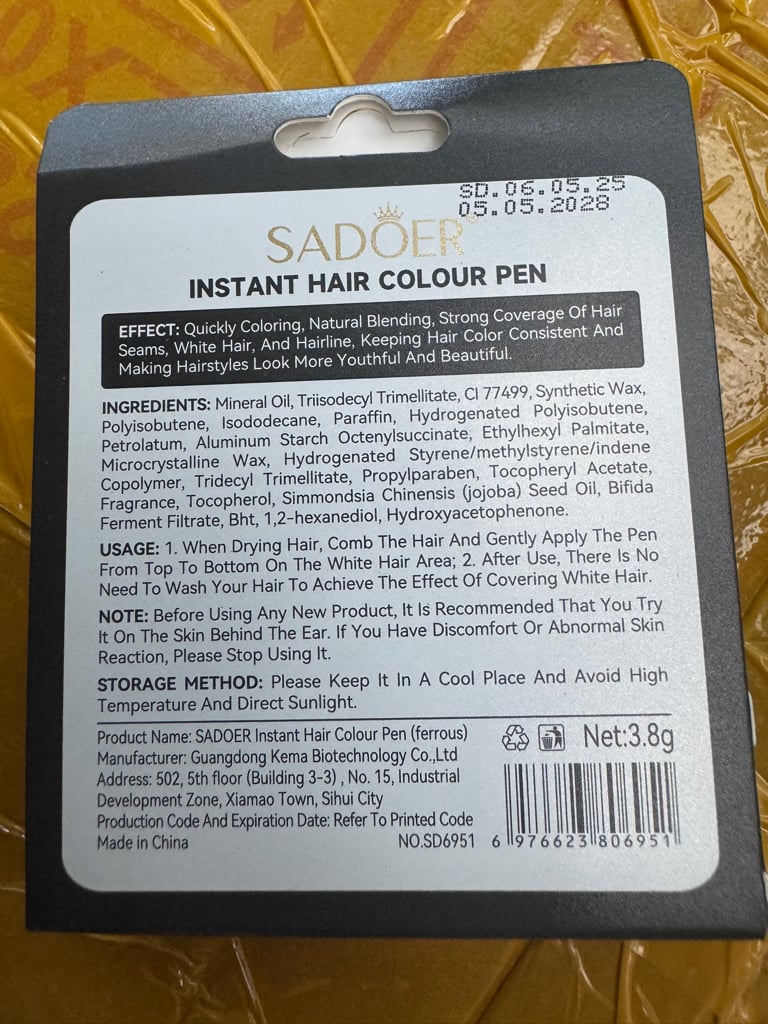 SD.06.05.25
05.05.2028
SADOER®
INSTANT HAIR COLOUR PEN
EFFECT: Quickly Coloring, Natural Blending, Strong Coverage Of Hair
Seams, White Hair, And Hairline, Keeping Hair Color Consistent And
Making Hairstyles Look More Youthful And Beautiful.
INGREDIENTS: Mineral Oil, Triisodecyl Trimellitate, CI 77499, Synthetic Wax,
Polyisobutene, Isododecane, Paraffin, Hydrogenated Polyisobutene,
Petrolatum, Aluminum Starch Octenylsuccinate, Ethylhexyl Palmitate,
Microcrystalline Wax, Hydrogenated Styrene/methylstyrene/indene
Copolymer, Tridecyl Trimellitate, Propylparaben, Tocopheryl Acetate,
Fragrance, Tocopherol, Simmondsia Chinensis (jojoba) Seed Oil, Bifida
Ferment Filtrate, Bht, 1,2-hexanediol, Hydroxyacetophenone.
USAGE: 1. When Drying Hair, Comb The Hair And Gently Apply The Pen
From Top To Bottom On The White Hair Area; 2. After Use, There Is No
Need To Wash Your Hair To Achieve The Effect Of Covering White Hair.
NOTE: Before Using Any New Product, It Is Recommended That You Try
It On The Skin Behind The Ear. If You Have Discomfort Or Abnormal Skin
Reaction, Please Stop Using It.
STORAGE METHOD: Please Keep It In A Cool Place And Avoid High
Temperature And Direct Sunlight.
Product Name: SADOER Instant Hair Colour Pen (ferrous)
Manufacturer: Guangdong Kema Biotechnology Co.,Ltd
Address: 502, 5th floor (Building 3-3) , No. 15, Industrial
Development Zone, Xiamao Town, Sihui City
Production Code And Expiration Date: Refer To Printed Code
Made in China
NO.SD6951
Net:3.8g
6 976623 806951